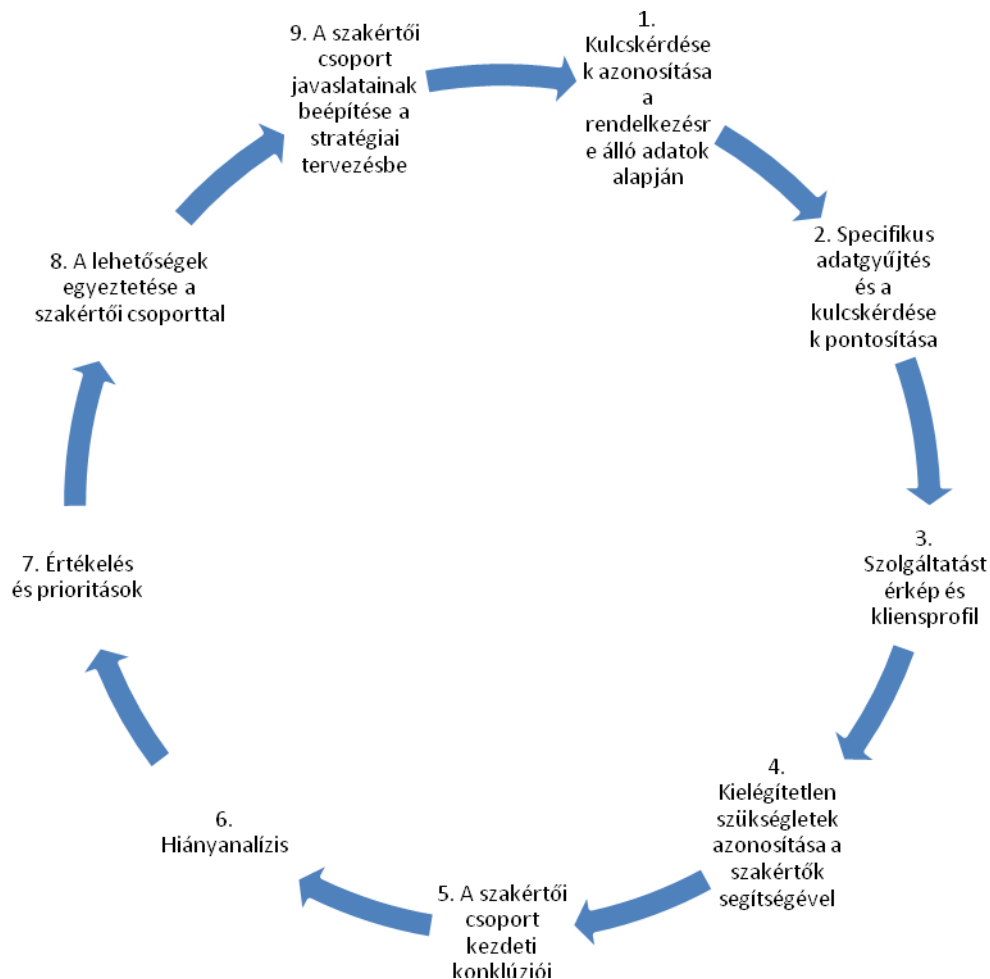 1.
Kulcskérdése
k azonosítása
a
rendelkezésr
e álló adatok
alapján
2. Specifikus
adatgyűjtés
és a
kulcskérdése
k pontosítása
3.
Szolgáltatást
érkép és
kliensprofil
4.
Kielégítetlen
szükségletek
azonosítása a
szakértők
segítségével
5. A szakértői
csoport
kezdeti
konklúziói
6.
Hiányanalízis
7. Értékelés
és prioritások
8. A lehetőségek
egyeztetése a
szakértői csoporttal
9. A szakértői
csoport
javaslatainak
beépítése a
stratégiai
tervezésbe